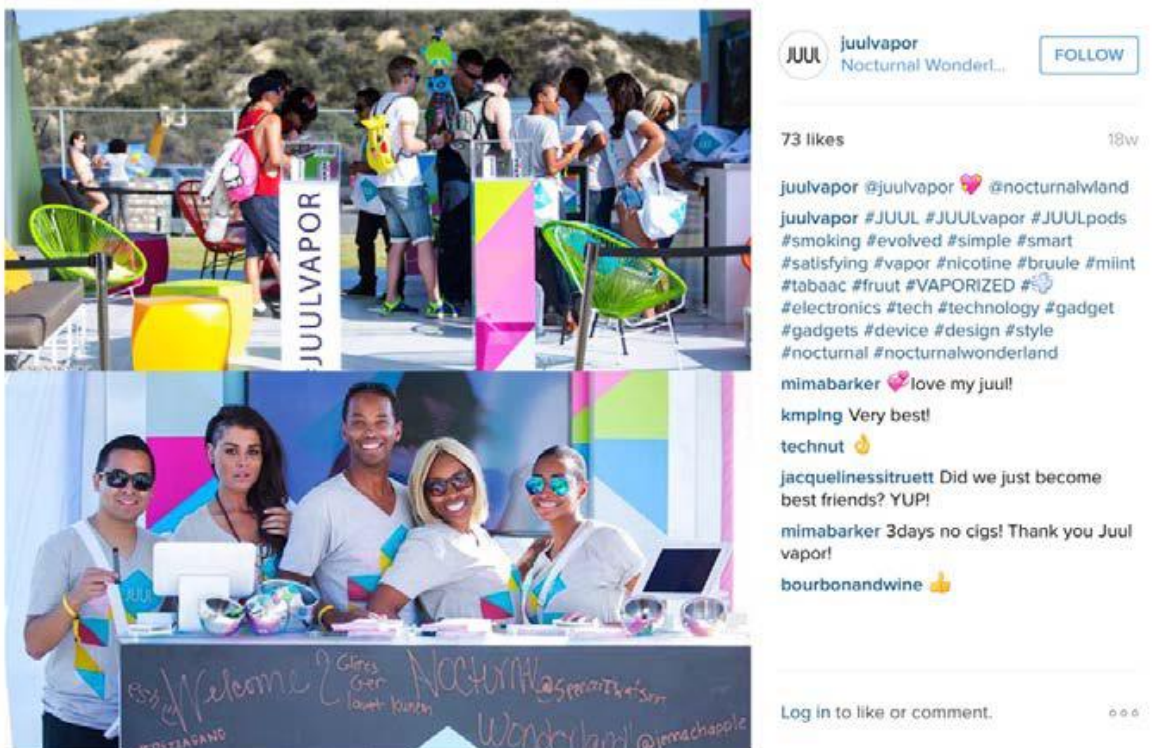 JUULVAPOR
JUUL
Welcome
Nocturnal
Wonderland
JUUL
juulvapor
Nocturnal Wonderl...
FOLLOW
73 likes
18w
juulvapor @juulvapor 💖 @nocturnalwland
juulvapor #JUUL #JUULvapor #JUULpods
#smoking #evolved #simple #smart
#satisfying #vapor #nicotine #bruule #miint
#tabaac #fruut #VAPORIZED #💨
#electronics #tech #technology #gadget
#gadgets #device #design #style
#nocturnal #nocturnalwonderland
mimabarker 💞love my juul!
kmplng Very best!
technut 👌
jacquelinessitruett Did we just become
best friends? YUP!
mimabarker 3days no cigs! Thank you Juul
vapor!
bourbonandwine 👍
Log in to like or comment.